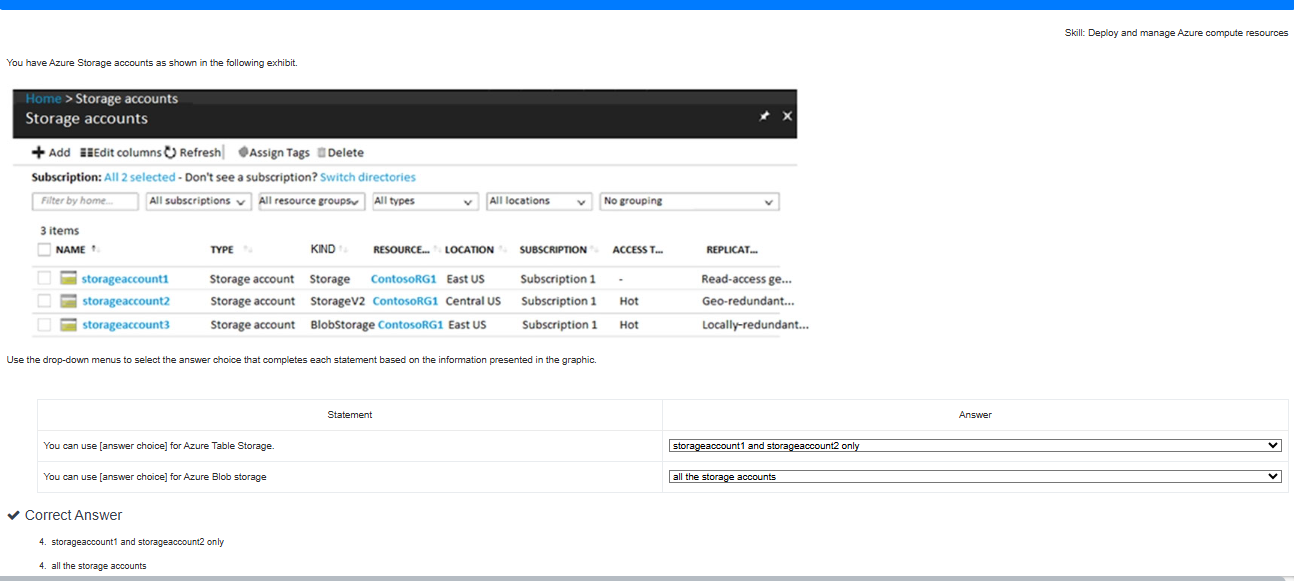 Skill: Deploy and manage Azure compute resources
You have Azure Storage accounts as shown in the following exhibit.
Home > Storage accounts
Storage accounts
Add Edit columns Refresh Assign Tags Delete
Subscription: All 2 selected - Don't see a subscription? Switch directories
Filter by home... All subscriptions All resource groups All types All locations No grouping
3 items
NAME TYPE KIND RESOURCE... LOCATION SUBSCRIPTION ACCESS T... REPLICAT...
storageaccount1 Storage account Storage ContosoRG1 East US Subscription 1 - Read-access ge...
storageaccount2 Storage account StorageV2 ContosoRG1 Central US Subscription 1 Hot Geo-redundant...
storageaccount3 Storage account BlobStorage ContosoRG1 East US Subscription 1 Hot Locally-redundant...
Use the drop-down menus to select the answer choice that completes each statement based on the information presented in the graphic.
Statement Answer
You can use [answer choice] for Azure Table Storage. storageaccount1 and storageaccount2 only
You can use [answer choice] for Azure Blob storage all the storage accounts
Correct Answer
4. storageaccount1 and storageaccount2 only
4. all the storage accounts